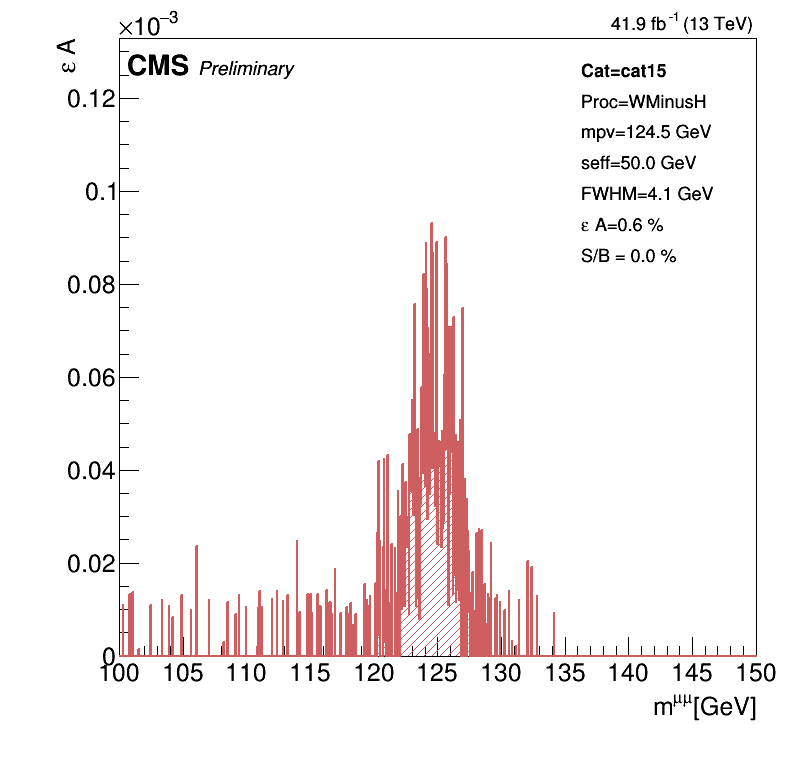 ×10⁻³
41.9 fb⁻¹ (13 TeV)
ε A
CMS Preliminary
Cat=cat15
Proc=WMinusH
mpv=124.5 GeV
seff=50.0 GeV
FWHM=4.1 GeV
ε A=0.6 %
S/B = 0.0 %
0.12
0.1
0.08
0.06
0.04
0.02
0
100 105 110 115 120 125 130 135 140 145 150
m^μμ[GeV]